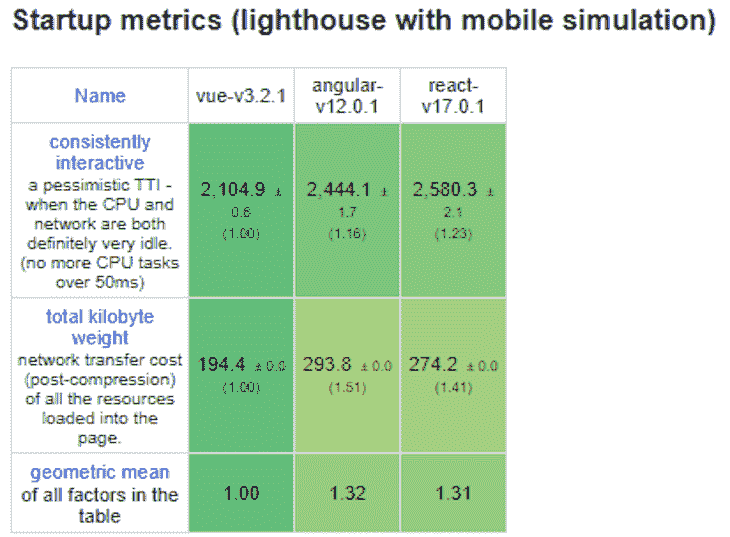 Startup metrics (lighthouse with mobile simulation)
Name
vue-v3.2.1
angular-
v12.0.1
react-
v17.0.1
consistently
interactive
a pessimistic TTI -
when the CPU and
network are both
definitely very idle.
(no more CPU tasks
over 50ms)
2,104.9 ±
0.6
(1.00)
2,444.1 ±
1.7
(1.16)
2,580.3 ±
2.1
(1.23)
total kilobyte
weight
network transfer cost
(post-compression)
of all the resources
loaded into the
page.
194.4 ± 0.0
(1.00)
293.8 ± 0.0
(1.51)
274.2 ± 0.0
(1.41)
geometric mean
of all factors in the
table
1.00
1.32
1.31